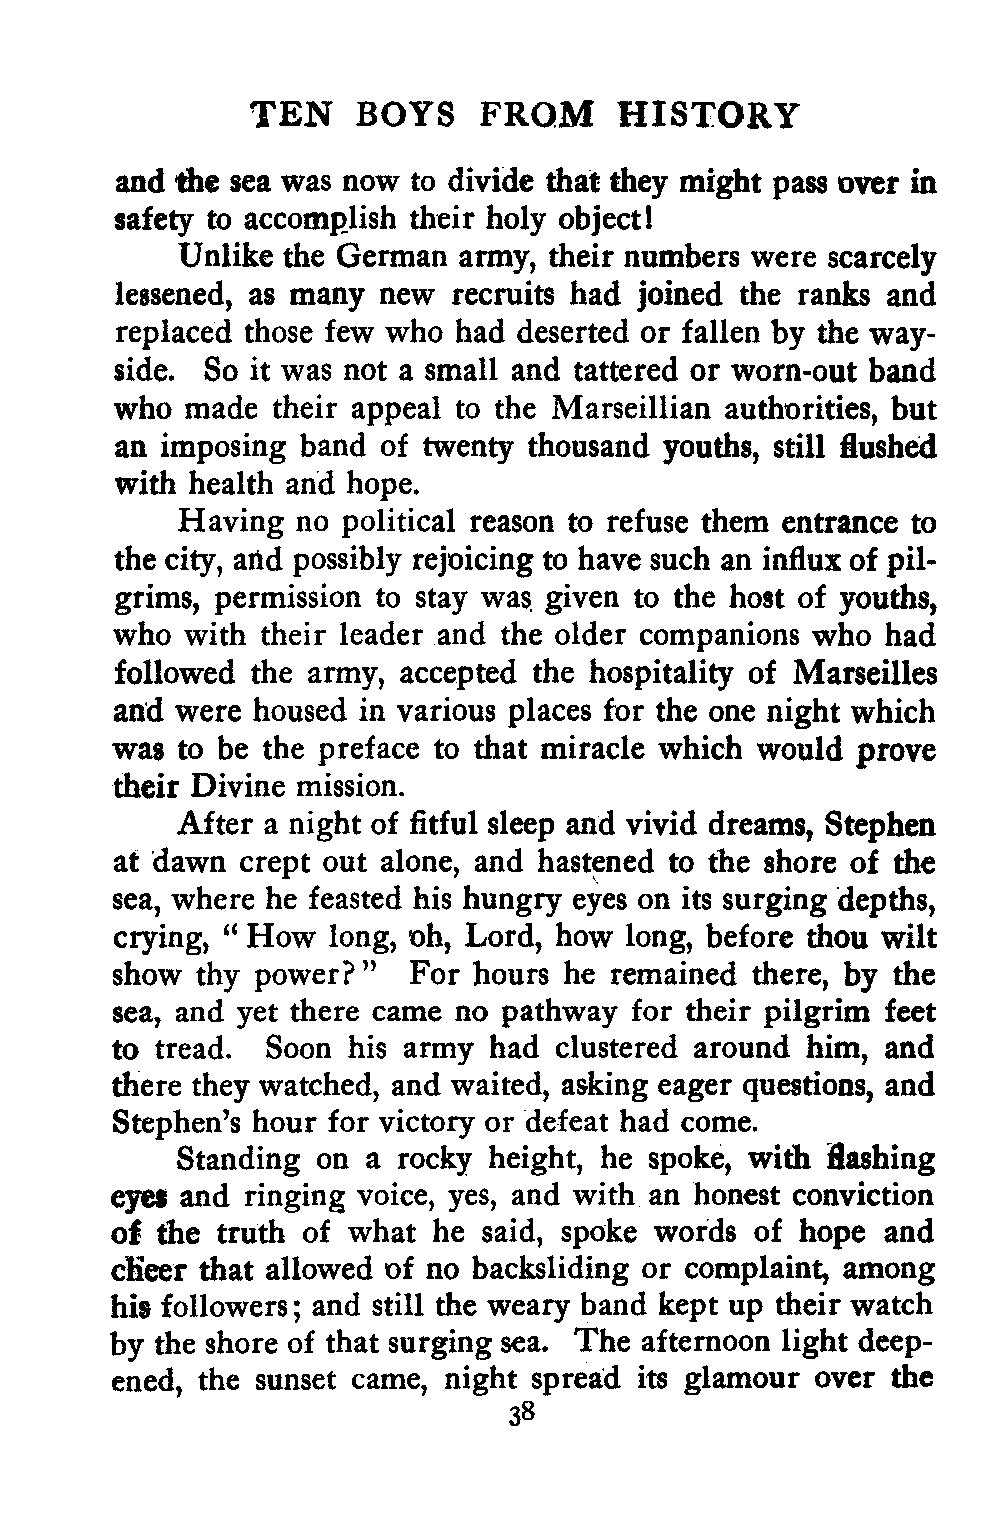 TEN BOYS FROM HISTORY
and the sea was now to divide that they might pass over in
safety to accomplish their holy object!
Unlike the German army, their numbers were scarcely
lessened, as many new recruits had joined the ranks and
replaced those few who had deserted or fallen by the way-
side. So it was not a small and tattered or worn-out band
who made their appeal to the Marseillian authorities, but
an imposing band of twenty thousand youths, still flushed
with health and hope.
Having no political reason to refuse them entrance to
the city, and possibly rejoicing to have such an influx of pil-
grims, permission to stay was given to the host of youths,
who with their leader and the older companions who had
followed the army, accepted the hospitality of Marseilles
and were housed in various places for the one night which
was to be the preface to that miracle which would prove
their Divine mission.
After a night of fitful sleep and vivid dreams, Stephen
at dawn crept out alone, and hastened to the shore of the
sea, where he feasted his hungry eyes on its surging depths,
crying, " How long, oh, Lord, how long, before thou wilt
show thy power? " For hours he remained there, by the
sea, and yet there came no pathway for their pilgrim feet
to tread. Soon his army had clustered around him, and
there they watched, and waited, asking eager questions, and
Stephen's hour for victory or defeat had come.
Standing on a rocky height, he spoke, with flashing
eyes and ringing voice, yes, and with an honest conviction
of the truth of what he said, spoke words of hope and
cheer that allowed of no backsliding or complaint, among
his followers; and still the weary band kept up their watch
by the shore of that surging sea. The afternoon light deep-
ened, the sunset came, night spread its glamour over the
38